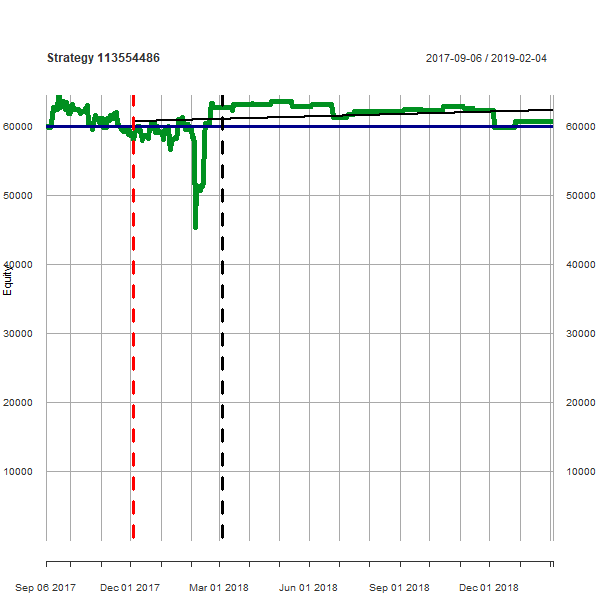 Strategy 113554486
2017-09-06 / 2019-02-04
60000
60000
50000
50000
40000
40000
Equity
30000
30000
20000
20000
10000
10000
Sep 06 2017
Dec 01 2017
Mar 01 2018
Jun 01 2018
Sep 01 2018
Dec 01 2018